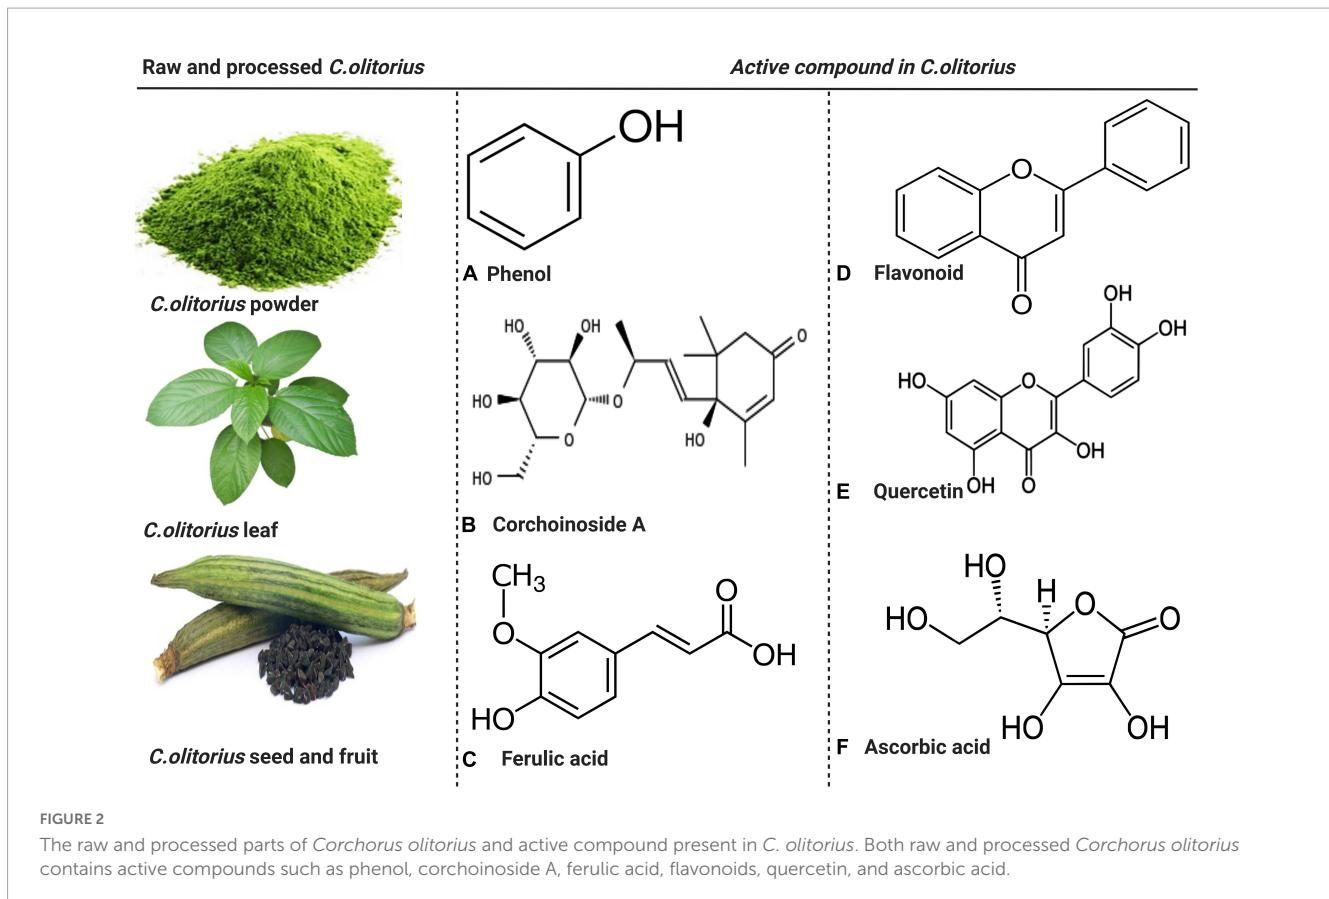 Raw and processed C.olitorius
Active compound in C.olitorius
C.olitorius powder
C.olitorius leaf
C.olitorius seed and fruit
OH
A Phenol
HO
OH
HO
O
O
HO
HO
O
B Corchoinoside A
CH3
O
O
OH
HO
C Ferulic acid
O
O
D Flavonoid
OH
OH
HO
O
OH
OH
O
E Quercetin
HO
H
O
O
HO
HO
OH
F Ascorbic acid
FIGURE 2
The raw and processed parts of Corchorus olitorius and active compound present in C. olitorius. Both raw and processed Corchorus olitorius
contains active compounds such as phenol, corchoinoside A, ferulic acid, flavonoids, quercetin, and ascorbic acid.